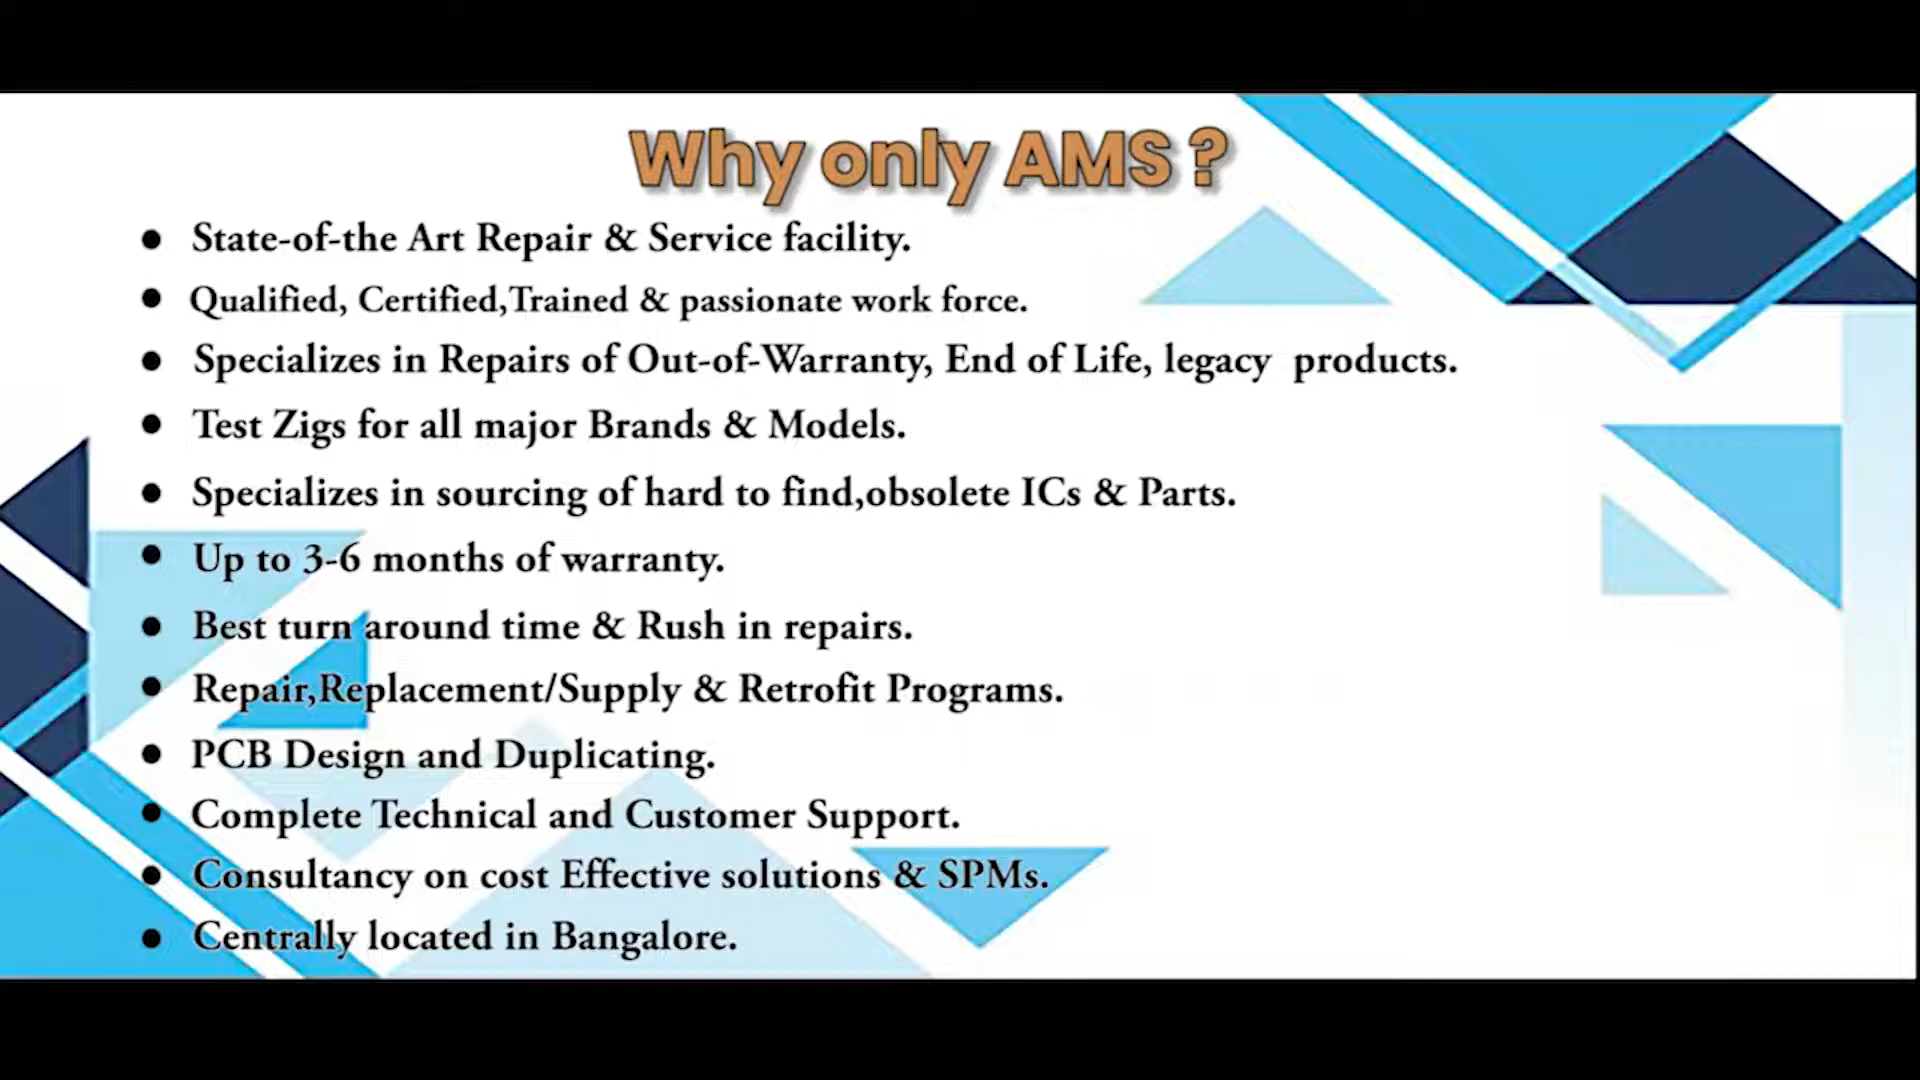 Why only AMS ?
● State-of-the Art Repair & Service facility.
● Qualified, Certified,Trained & passionate work force.
● Specializes in Repairs of Out-of-Warranty, End of Life, legacy  products.
● Test Zigs for all major Brands & Models.
● Specializes in sourcing of hard to find,obsolete ICs & Parts.
● Up to 3-6 months of warranty.
● Best turn around time & Rush in repairs.
● Repair,Replacement/Supply & Retrofit Programs.
● PCB Design and Duplicating.
● Complete Technical and Customer Support.
● Consultancy on cost Effective solutions & SPMs.
● Centrally located in Bangalore.